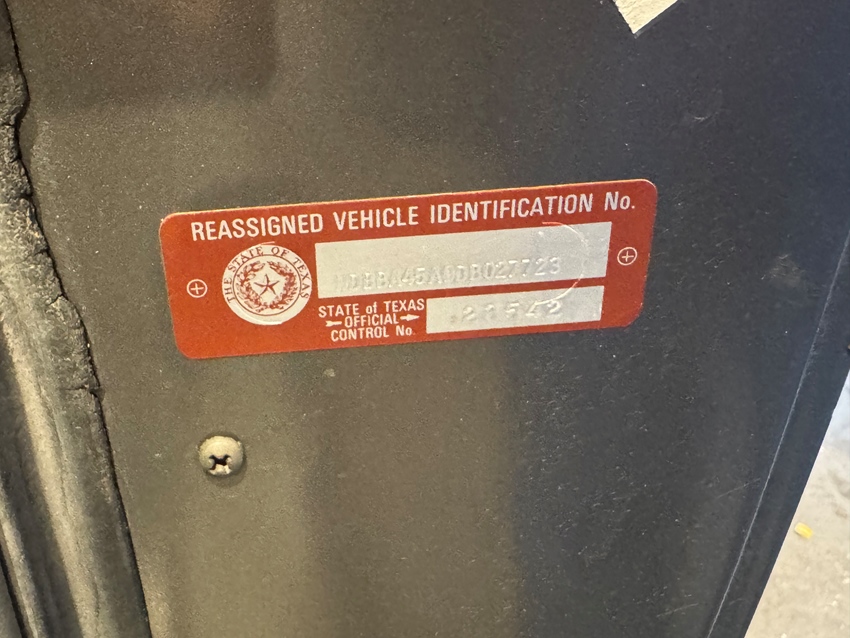 REASSIGNED VEHICLE IDENTIFICATION No.
THE STATE OF TEXAS
STATE of TEXAS
OFFICIAL
CONTROL No.